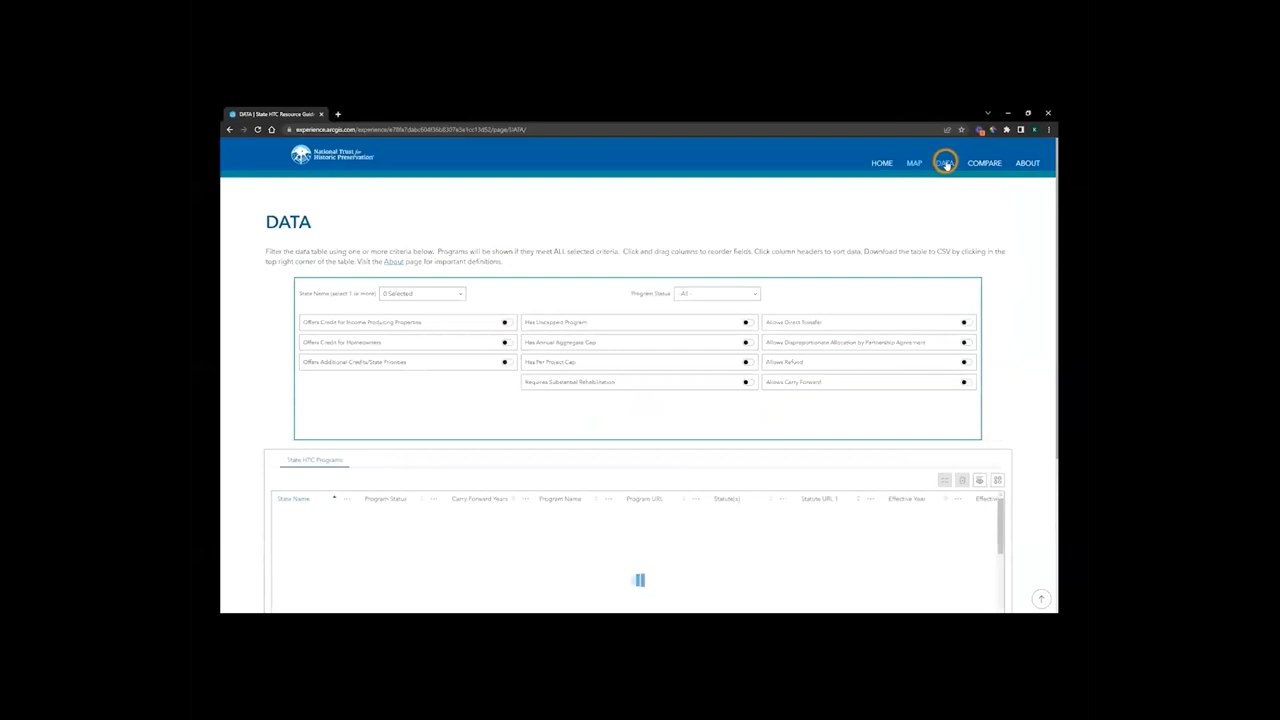 DATA | State HTC Resource Guide
experience.arcgis.com/experience/
/page/DATA/
National Trust for
Historic Preservation
HOME MAP DATA COMPARE ABOUT
DATA
Filter the data table using one or more criteria below. Programs will be shown if they meet ALL selected criteria. Click and drag columns to reorder fields. Click column headers to sort data. Download the table to CSV by clicking in the
top right corner of the table. Visit the About page for important definitions.
State Name (select 1 or more) 0 Selected Program Status - All -
Offers Credit for Income Producing Properties Has Uncapped Program Allows Direct Transfer
Offers Credit for Homeowners Has Annual Aggregate Cap Allows Disproportionate Allocation by Partnership Agreement
Offers Additional Credits/State Priorities Has Per Project Cap Allows Refund
Requires Substantial Rehabilitation Allows Carry Forward
State HTC Programs
State Name Program Status Carry Forward Years Program Name Program URL Statute(s) Statute URL 1 Effective Year Effectiv